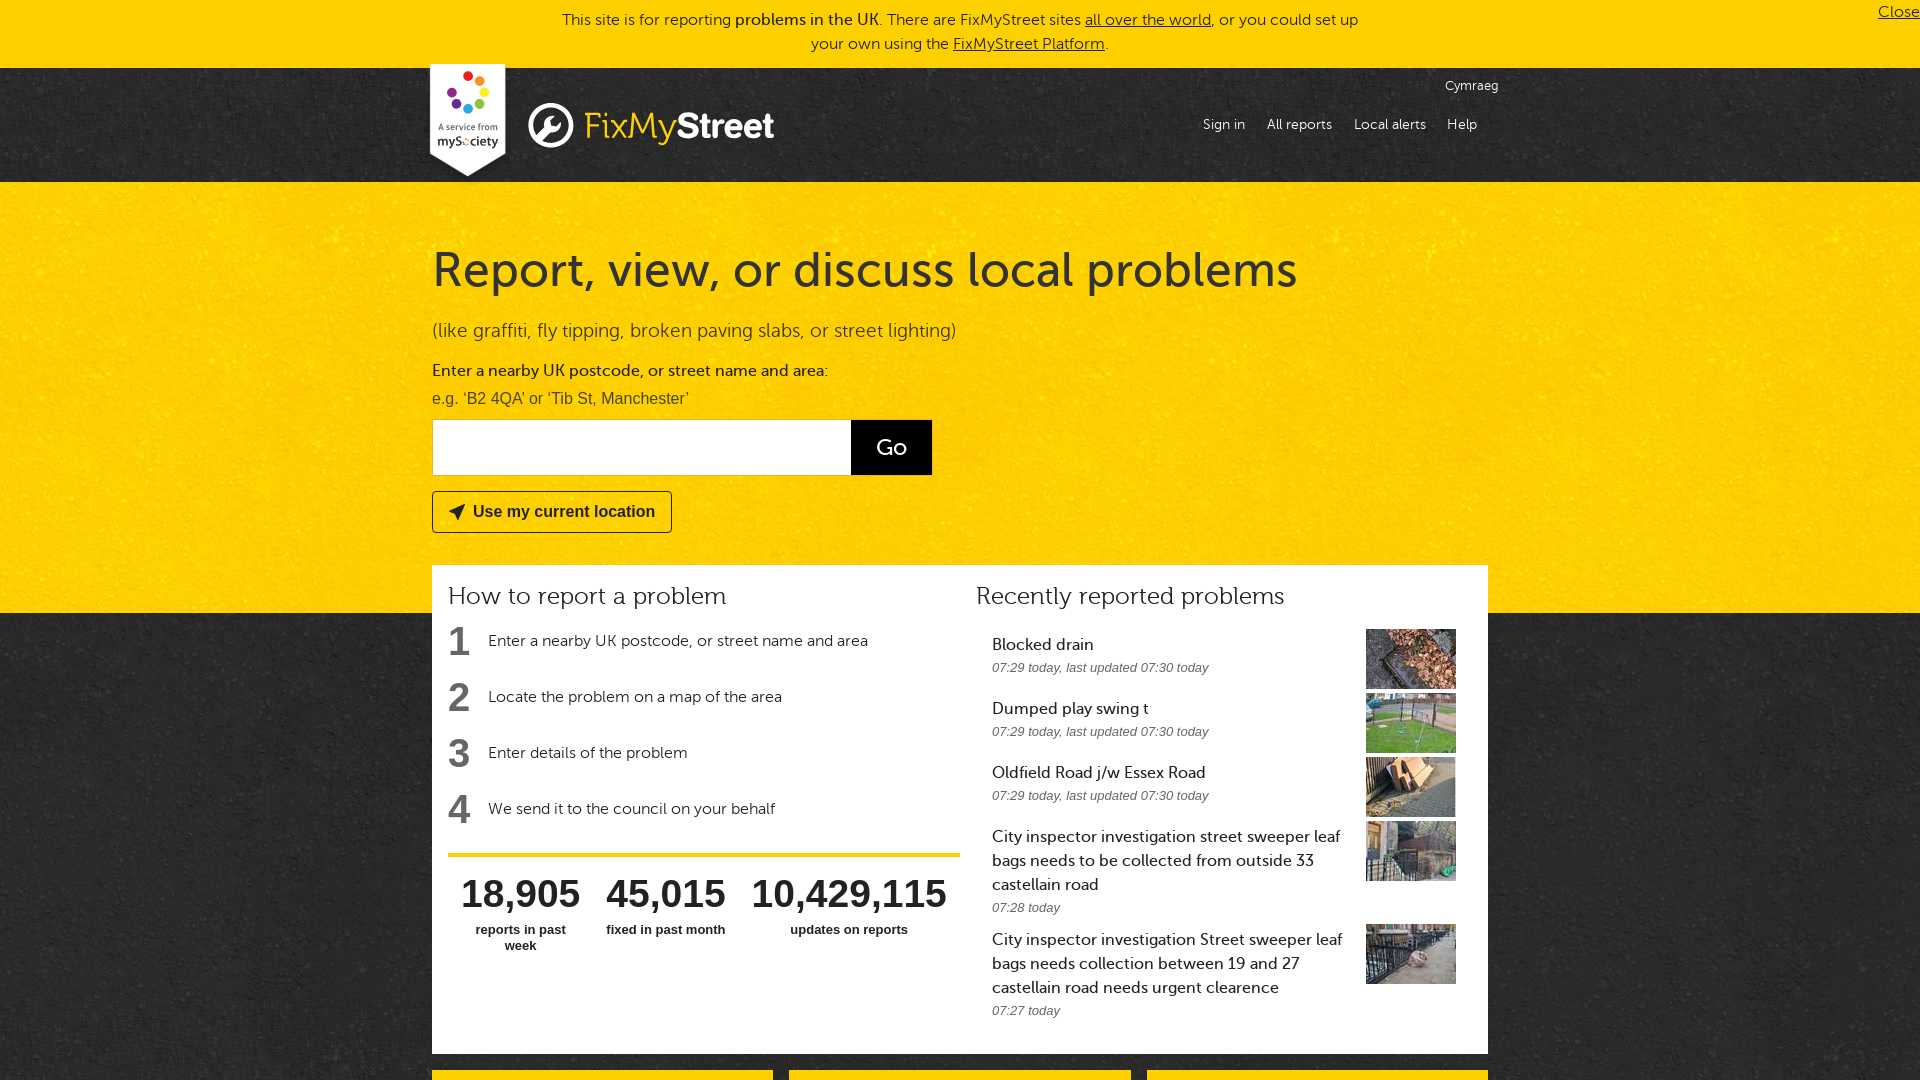 This site is for reporting problems in the UK. There are FixMyStreet sites all over the world, or you could set up
your own using the FixMyStreet Platform.
Close
A service from
mySociety
FixMyStreet
Cymraeg
Sign in
All reports
Local alerts
Help
Report, view, or discuss local problems
(like graffiti, fly tipping, broken paving slabs, or street lighting)
Enter a nearby UK postcode, or street name and area:
e.g. ‘B2 4QA’ or ‘Tib St, Manchester’
Go
Use my current location
How to report a problem
1 Enter a nearby UK postcode, or street name and area
2 Locate the problem on a map of the area
3 Enter details of the problem
4 We send it to the council on your behalf
18,905
reports in past
week
45,015
fixed in past month
10,429,115
updates on reports
Recently reported problems
Blocked drain
07:29 today, last updated 07:30 today
Dumped play swing t
07:29 today, last updated 07:30 today
Oldfield Road j/w Essex Road
07:29 today, last updated 07:30 today
City inspector investigation street sweeper leaf
bags needs to be collected from outside 33
castellain road
07:28 today
City inspector investigation Street sweeper leaf
bags needs collection between 19 and 27
castellain road needs urgent clearence
07:27 today